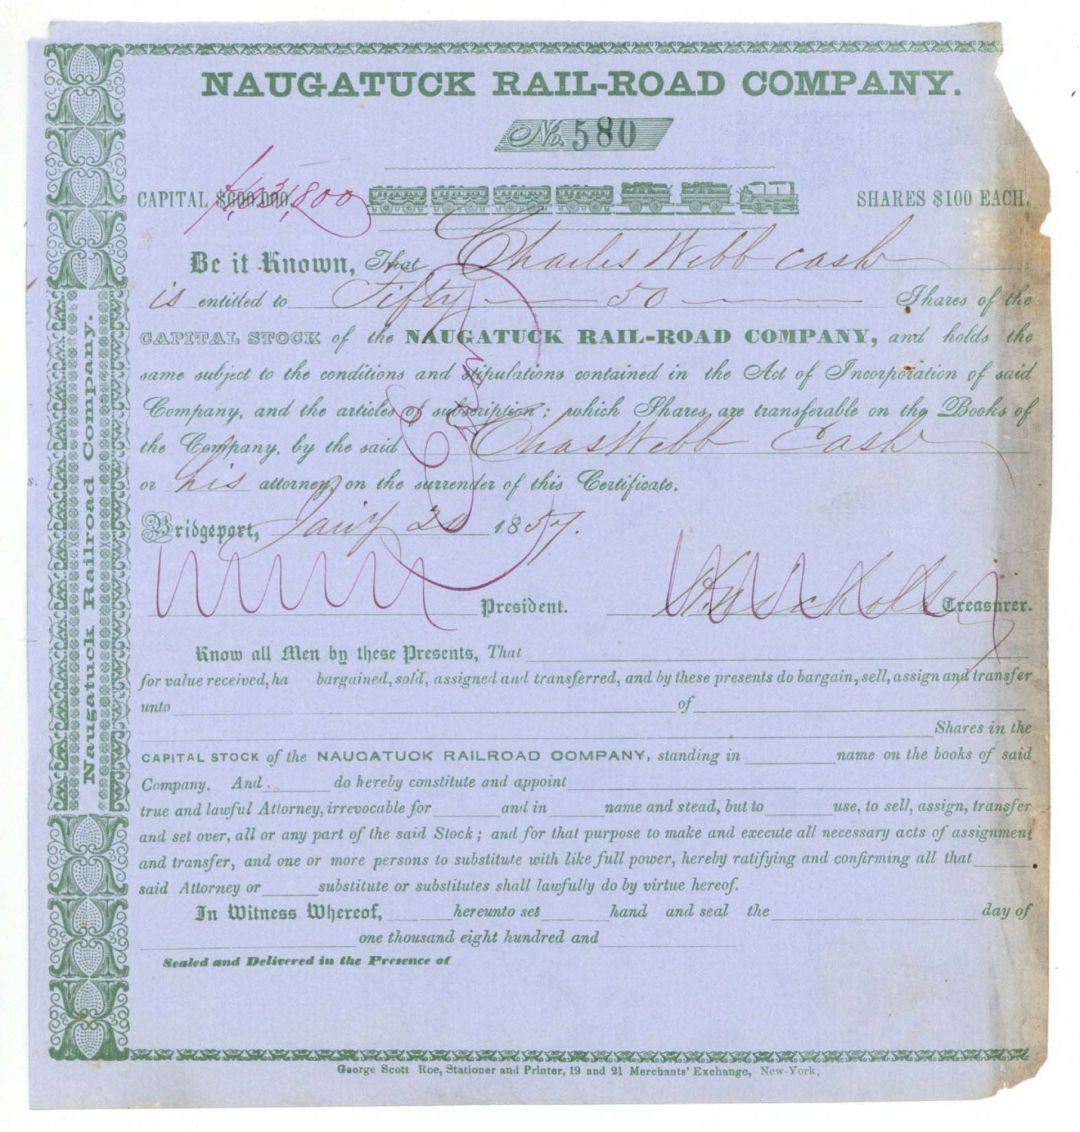 NAUGATUCK RAIL-ROAD COMPANY.
No. 580
CAPITAL $600,000. SHARES $100 EACH.
Be it Known, That Charles Webb cash
is entitled to Fifty 50 Shares of the
CAPITAL STOCK of the NAUGATUCK RAIL-ROAD COMPANY, and holds the
same subject to the conditions and stipulations contained in the Act of Incorporation of said
Company, and the articles of subscription; which Shares, are transferable on the Books of
the Company, by the said Chas Webb Cash
or his attorney, on the surrender of this Certificate.
Bridgeport, Jany 20 1857.
President. Treasurer.
Know all Men by these Presents, That
for value received, ha bargained, sold, assigned and transferred, and by these presents do bargain, sell, assign and transfer
unto of
Shares in the
CAPITAL STOCK of the NAUGATUCK RAILROAD COMPANY, standing in name on the books of said
Company. And do hereby constitute and appoint
true and lawful Attorney, irrevocable for and in name and stead, but to use, to sell, assign, transfer
and set over, all or any part of the said Stock; and for that purpose to make and execute all necessary acts of assignment
and transfer, and one or more persons to substitute with like full power, hereby ratifying and confirming all that
said Attorney or substitute or substitutes shall lawfully do by virtue hereof.
In Witness Whereof, hereunto set hand and seal the day of
one thousand eight hundred and
Sealed and Delivered in the Presence of
George Scott Roe, Stationer and Printer, 19 and 21 Merchants' Exchange, New-York.
Naugatuck Railroad Company.